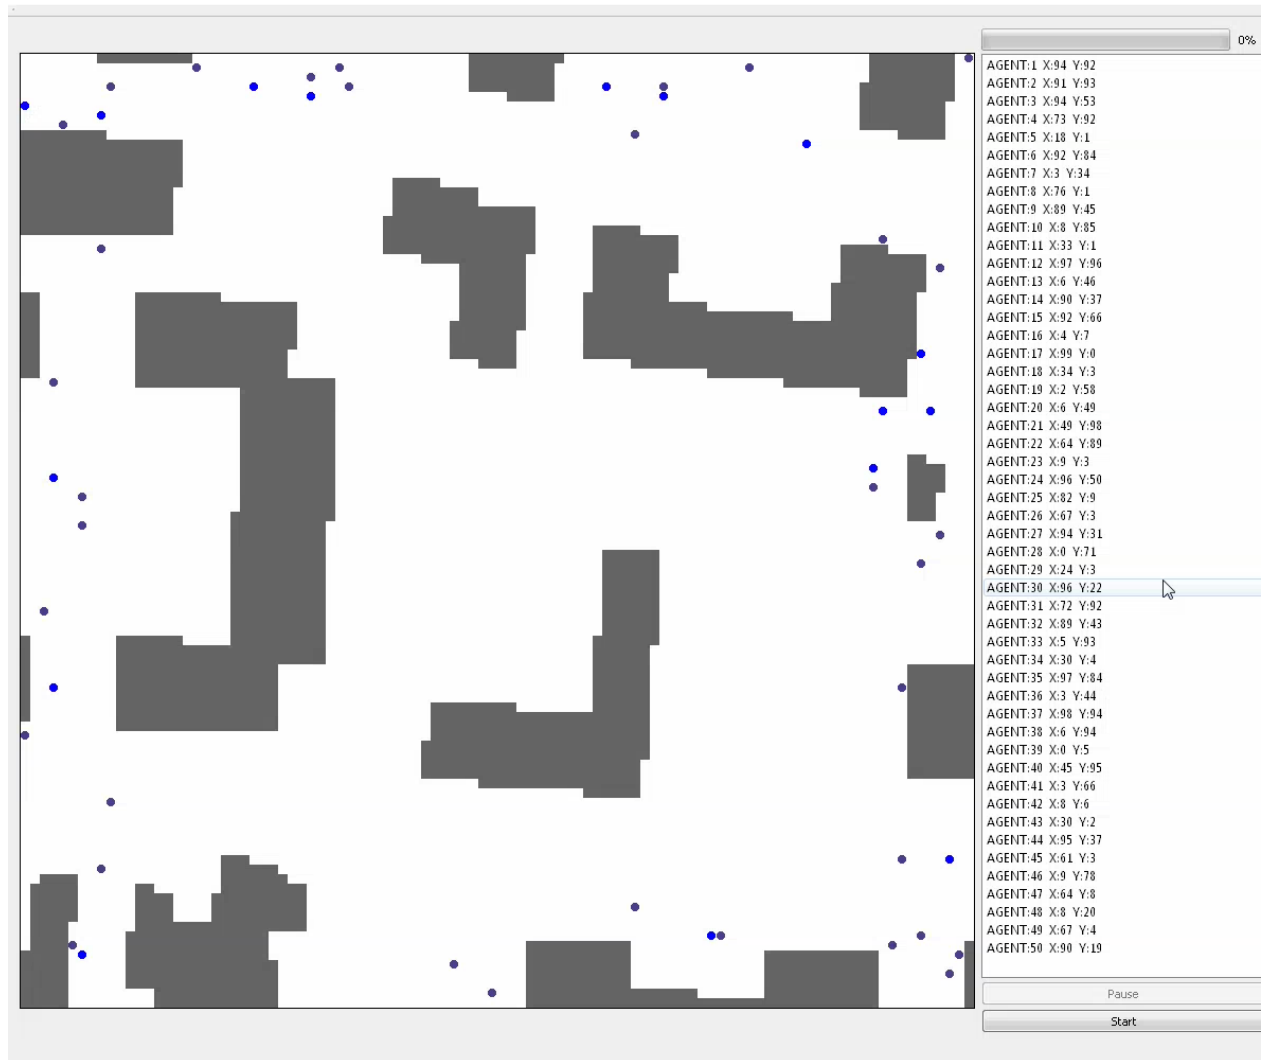 0%
AGENT:1 X:94 Y:92
AGENT:2 X:91 Y:93
AGENT:3 X:94 Y:53
AGENT:4 X:73 Y:92
AGENT:5 X:18 Y:1
AGENT:6 X:92 Y:84
AGENT:7 X:3 Y:34
AGENT:8 X:76 Y:1
AGENT:9 X:89 Y:45
AGENT:10 X:8 Y:85
AGENT:11 X:33 Y:1
AGENT:12 X:97 Y:96
AGENT:13 X:6 Y:46
AGENT:14 X:90 Y:37
AGENT:15 X:92 Y:66
AGENT:16 X:4 Y:7
AGENT:17 X:99 Y:0
AGENT:18 X:34 Y:3
AGENT:19 X:2 Y:58
AGENT:20 X:6 Y:49
AGENT:21 X:49 Y:98
AGENT:22 X:64 Y:89
AGENT:23 X:9 Y:3
AGENT:24 X:96 Y:50
AGENT:25 X:82 Y:9
AGENT:26 X:67 Y:3
AGENT:27 X:94 Y:31
AGENT:28 X:0 Y:71
AGENT:29 X:24 Y:3
AGENT:30 X:96 Y:22
AGENT:31 X:72 Y:92
AGENT:32 X:89 Y:43
AGENT:33 X:5 Y:93
AGENT:34 X:30 Y:4
AGENT:35 X:97 Y:84
AGENT:36 X:3 Y:44
AGENT:37 X:98 Y:94
AGENT:38 X:6 Y:94
AGENT:39 X:0 Y:5
AGENT:40 X:45 Y:95
AGENT:41 X:3 Y:66
AGENT:42 X:8 Y:6
AGENT:43 X:30 Y:2
AGENT:44 X:95 Y:37
AGENT:45 X:61 Y:3
AGENT:46 X:9 Y:78
AGENT:47 X:64 Y:8
AGENT:48 X:8 Y:20
AGENT:49 X:67 Y:4
AGENT:50 X:90 Y:19
Pause
Start